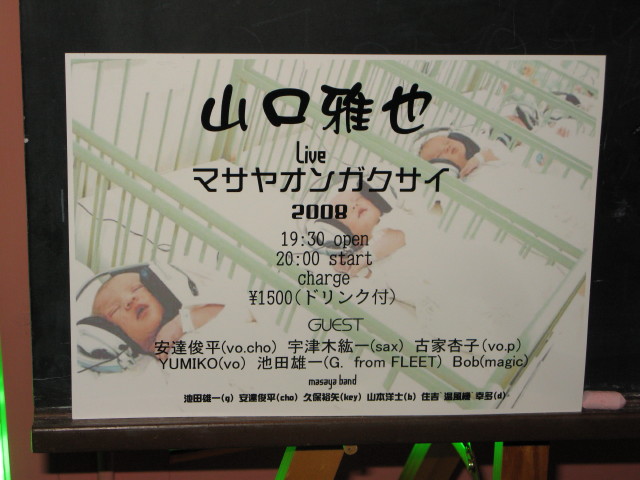 山口雅也
Live
マサヤオンガクサイ
2008
19:30 open
20:00 start
charge
¥1500(ドリンク付)
GUEST
安達俊平(vo.cho) 宇津木紘一(sax) 古家杏子(vo.p)
YUMIKO(vo) 池田雄一(G. from FLEET) Bob(magic)
masaya band
池田雄一(g) 安達俊平(cho) 久保裕矢(key) 山本洋士(b) 住吉 幸多(d)